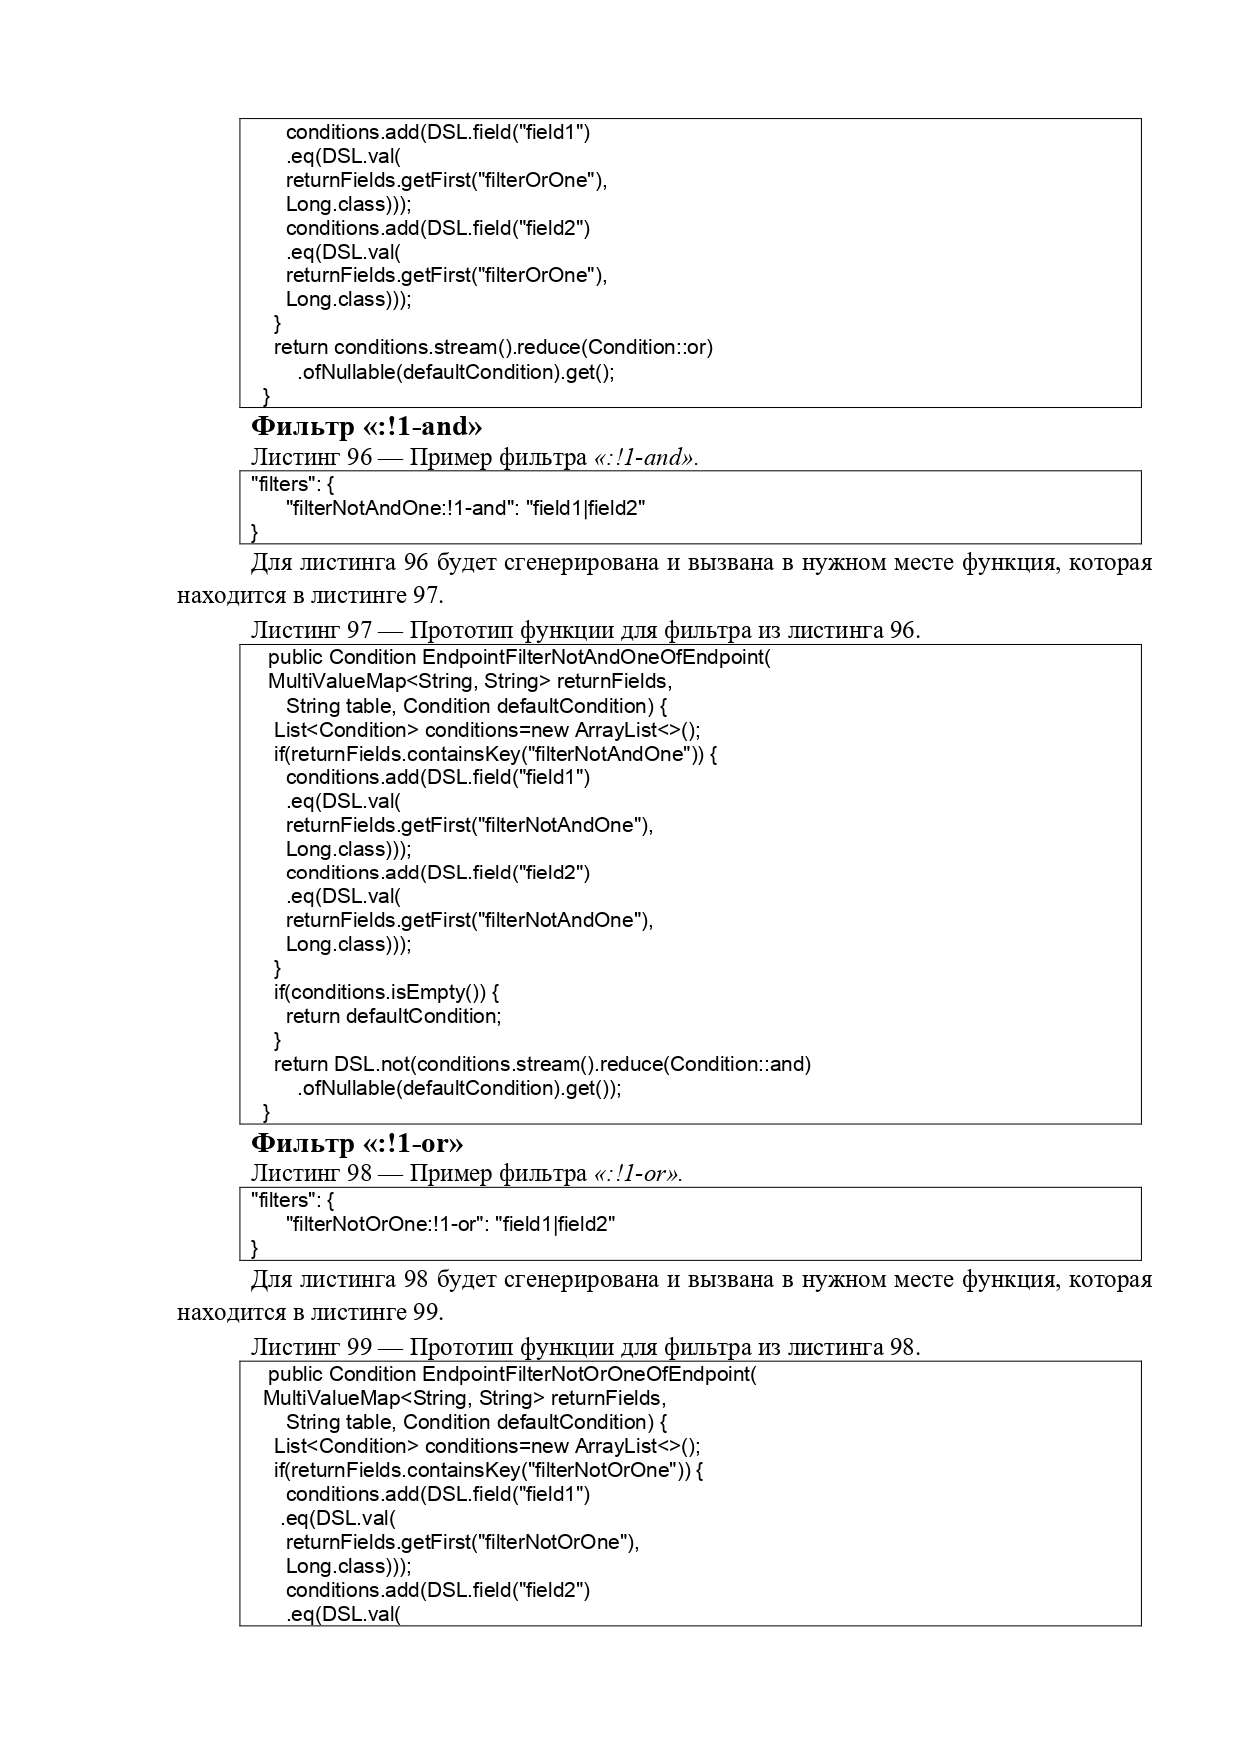 conditions.add(DSL.field("field1")
.eq(DSL.val(
returnFields.getFirst("filterOrOne"),
Long.class)));
conditions.add(DSL.field("field2")
.eq(DSL.val(
returnFields.getFirst("filterOrOne"),
Long.class)));
}
return conditions.stream().reduce(Condition::or)
.ofNullable(defaultCondition).get();
}
Фильтр «:!1-and»
Листинг 96 — Пример фильтра «:!1-and».
"filters": {
"filterNotAndOne:!1-and": "field1|field2"
}
Для листинга 96 будет сгенерирована и вызвана в нужном месте функция, которая
находится в листинге 97.
Листинг 97 — Прототип функции для фильтра из листинга 96.
public Condition EndpointFilterNotAndOneOfEndpoint(
MultiValueMap<String, String> returnFields,
String table, Condition defaultCondition) {
List<Condition> conditions=new ArrayList<>();
if(returnFields.containsKey("filterNotAndOne")) {
conditions.add(DSL.field("field1")
.eq(DSL.val(
returnFields.getFirst("filterNotAndOne"),
Long.class)));
conditions.add(DSL.field("field2")
.eq(DSL.val(
returnFields.getFirst("filterNotAndOne"),
Long.class)));
}
if(conditions.isEmpty()) {
return defaultCondition;
}
return DSL.not(conditions.stream().reduce(Condition::and)
.ofNullable(defaultCondition).get());
}
Фильтр «:!1-or»
Листинг 98 — Пример фильтра «:!1-or».
"filters": {
"filterNotOrOne:!1-or": "field1|field2"
}
Для листинга 98 будет сгенерирована и вызвана в нужном месте функция, которая
находится в листинге 99.
Листинг 99 — Прототип функции для фильтра из листинга 98.
public Condition EndpointFilterNotOrOneOfEndpoint(
MultiValueMap<String, String> returnFields,
String table, Condition defaultCondition) {
List<Condition> conditions=new ArrayList<>();
if(returnFields.containsKey("filterNotOrOne")) {
conditions.add(DSL.field("field1")
.eq(DSL.val(
returnFields.getFirst("filterNotOrOne"),
Long.class)));
conditions.add(DSL.field("field2")
.eq(DSL.val(